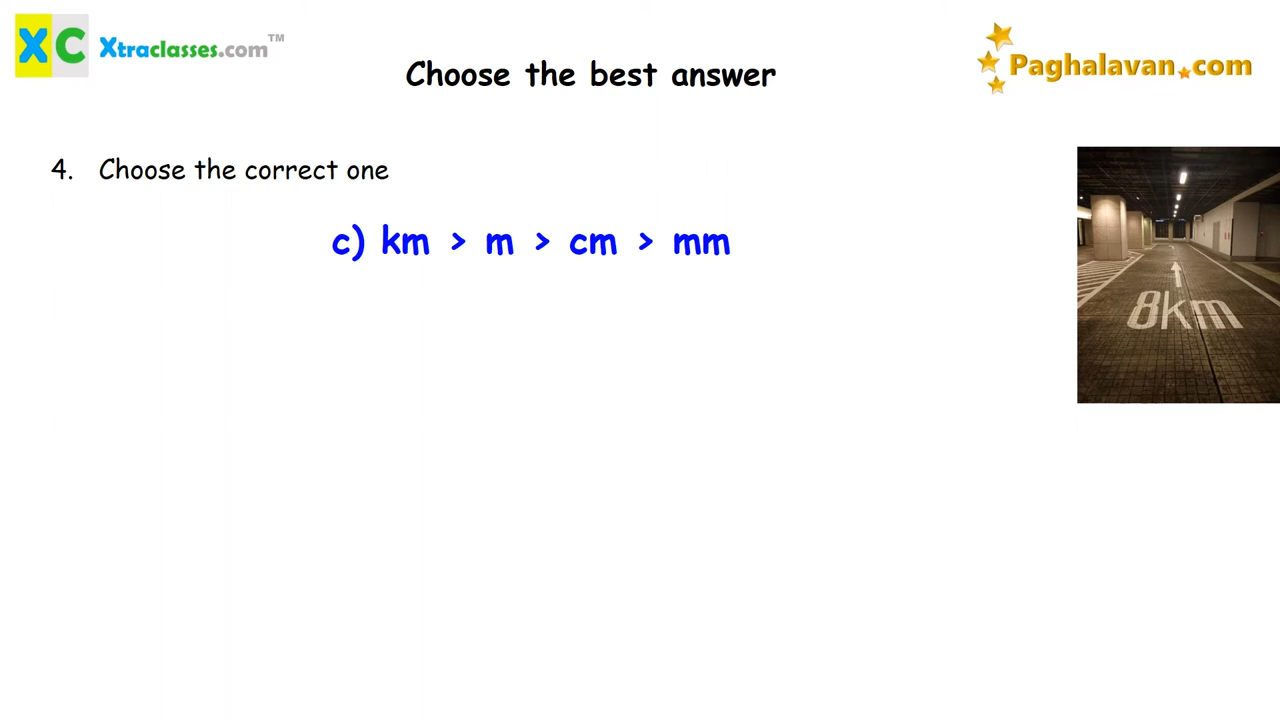 XC Xtraclasses.com™
Paghalavan.com
Choose the best answer
4. Choose the correct one
c) km > m > cm > mm
8km